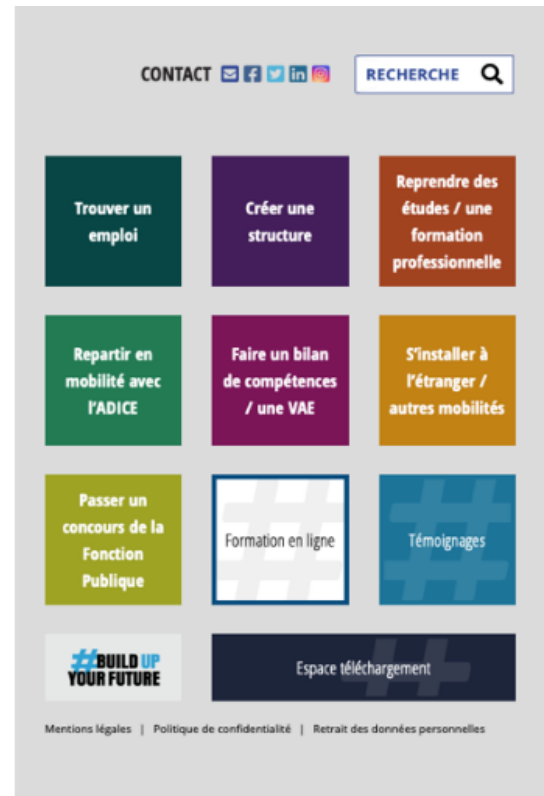 CONTACT
RECHERCHE
Trouver un
emploi
Créer une
structure
Reprendre des
études / une
formation
professionnelle
Repartir en
mobilité avec
l'ADICE
Faire un bilan
de compétences
/ une VAE
S'installer à
l'étranger /
autres mobilités
Passer un
concours de la
Fonction
Publique
Formation en ligne
Témoignages
#BUILD UP
YOUR FUTURE
Espace téléchargement
Mentions légales | Politique de confidentialité | Retrait des données personnelles